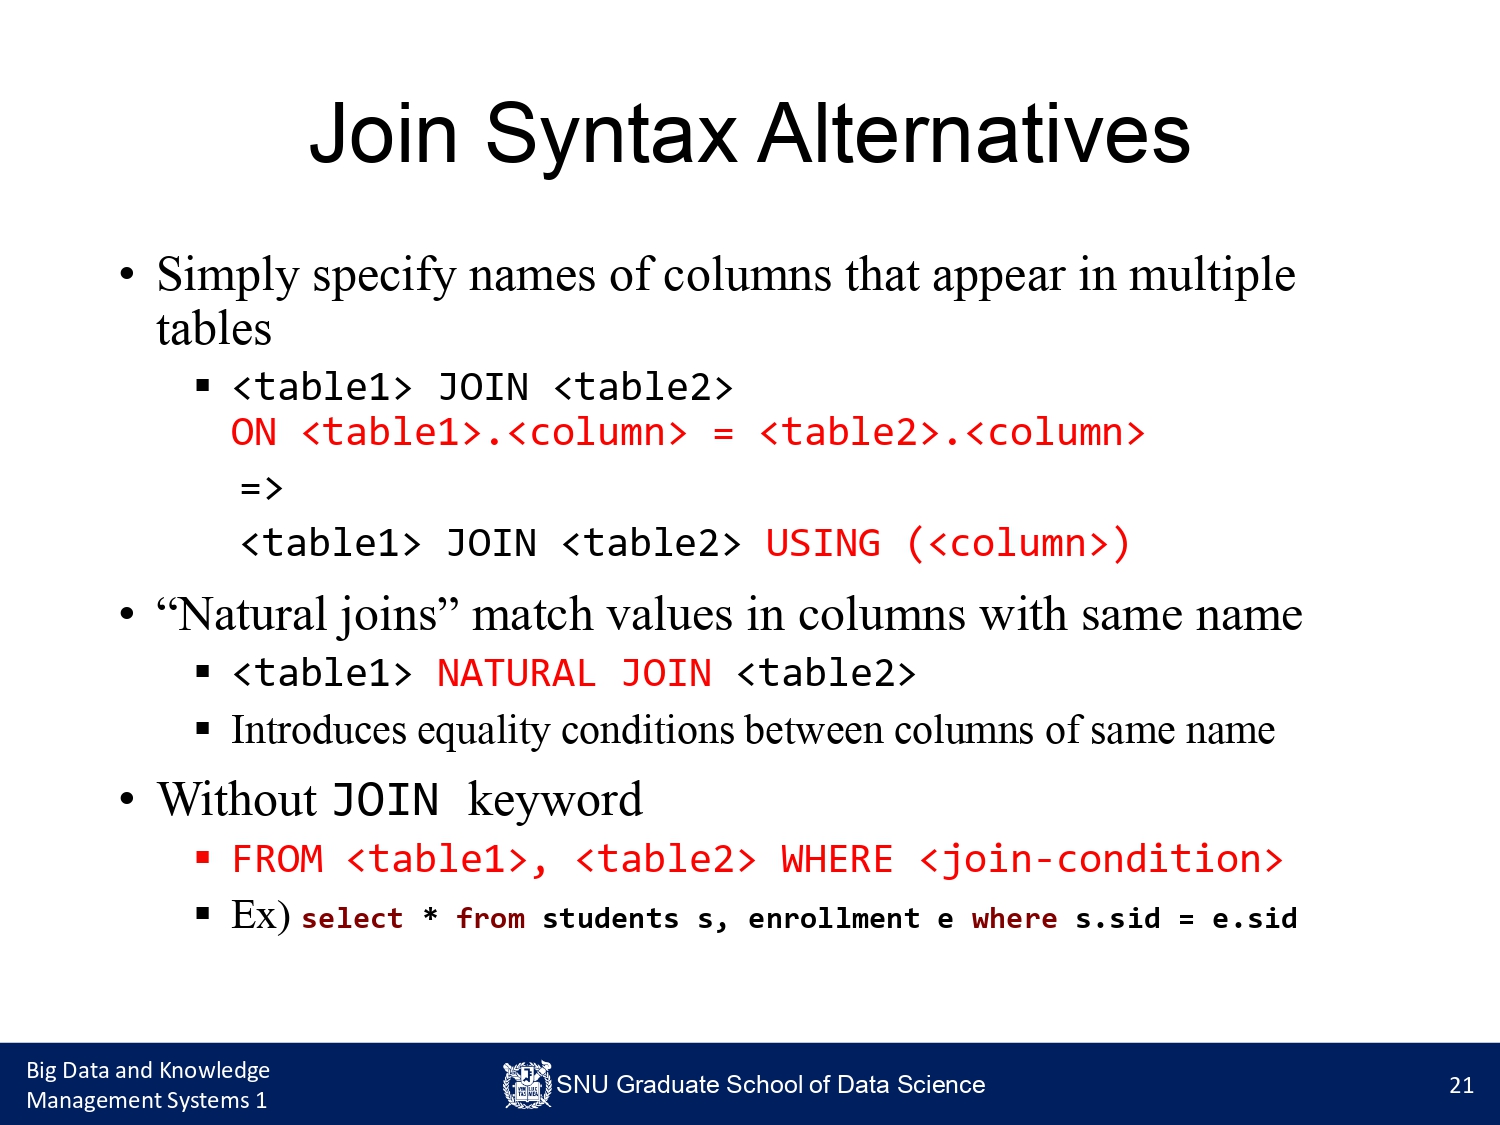 Join Syntax Alternatives
• Simply specify names of columns that appear in multiple
tables
▪ <table1> JOIN <table2>
ON <table1>.<column> = <table2>.<column>
=>
<table1> JOIN <table2> USING (<column>)
• “Natural joins” match values in columns with same name
▪ <table1> NATURAL JOIN <table2>
▪ Introduces equality conditions between columns of same name
• Without JOIN keyword
▪ FROM <table1>, <table2> WHERE <join-condition>
▪ Ex) select * from students s, enrollment e where s.sid = e.sid
Big Data and Knowledge
Management Systems 1
SNU Graduate School of Data Science
21